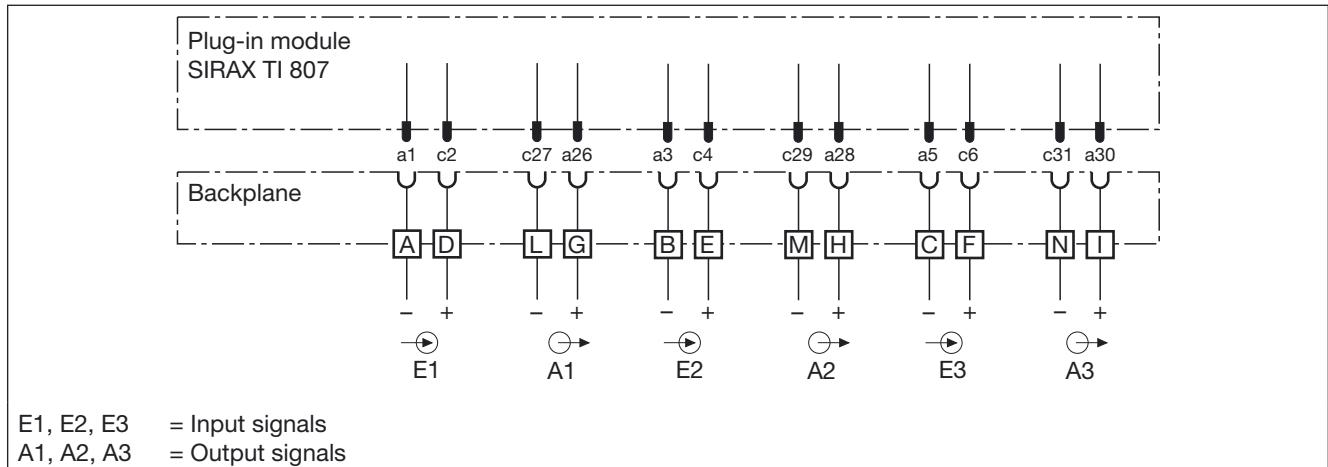 Plug-in module
SIRAX TI 807
a1 c2 c27 a26 a3 c4 c29 a28 a5 c6 c31 a30
Backplane
A D L G B E M H C F N I
– + – + – + – + – + – +
E1 A1 E2 A2 E3 A3
E1, E2, E3 = Input signals
A1, A2, A3 = Output signals